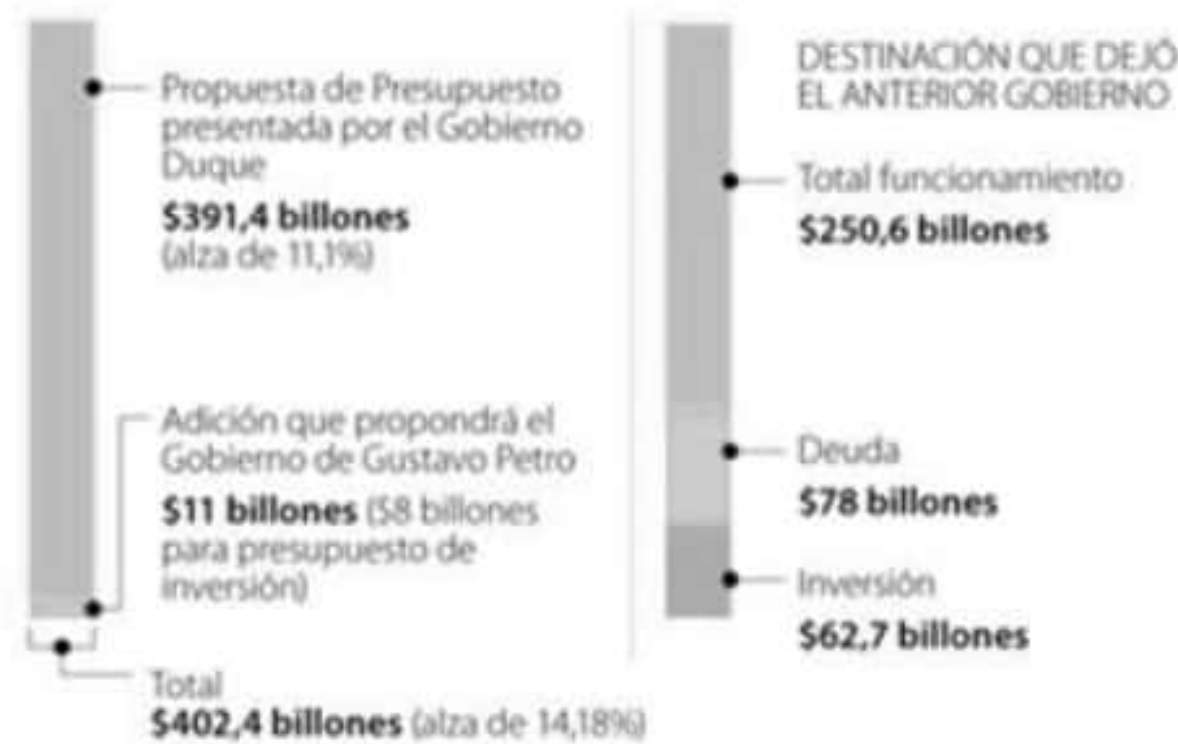 Propuesta de Presupuesto
presentada por el Gobierno
Duque
$391,4 billones
(alza de 11,1%)
Adición que propondrá el
Gobierno de Gustavo Petro
$11 billones ($8 billones
para presupuesto de
inversión)
Total
$402,4 billones (alza de 14,18%)
DESTINACIÓN QUE DEJÓ
EL ANTERIOR GOBIERNO
Total funcionamiento
$250,6 billones
Deuda
$78 billones
Inversión
$62,7 billones